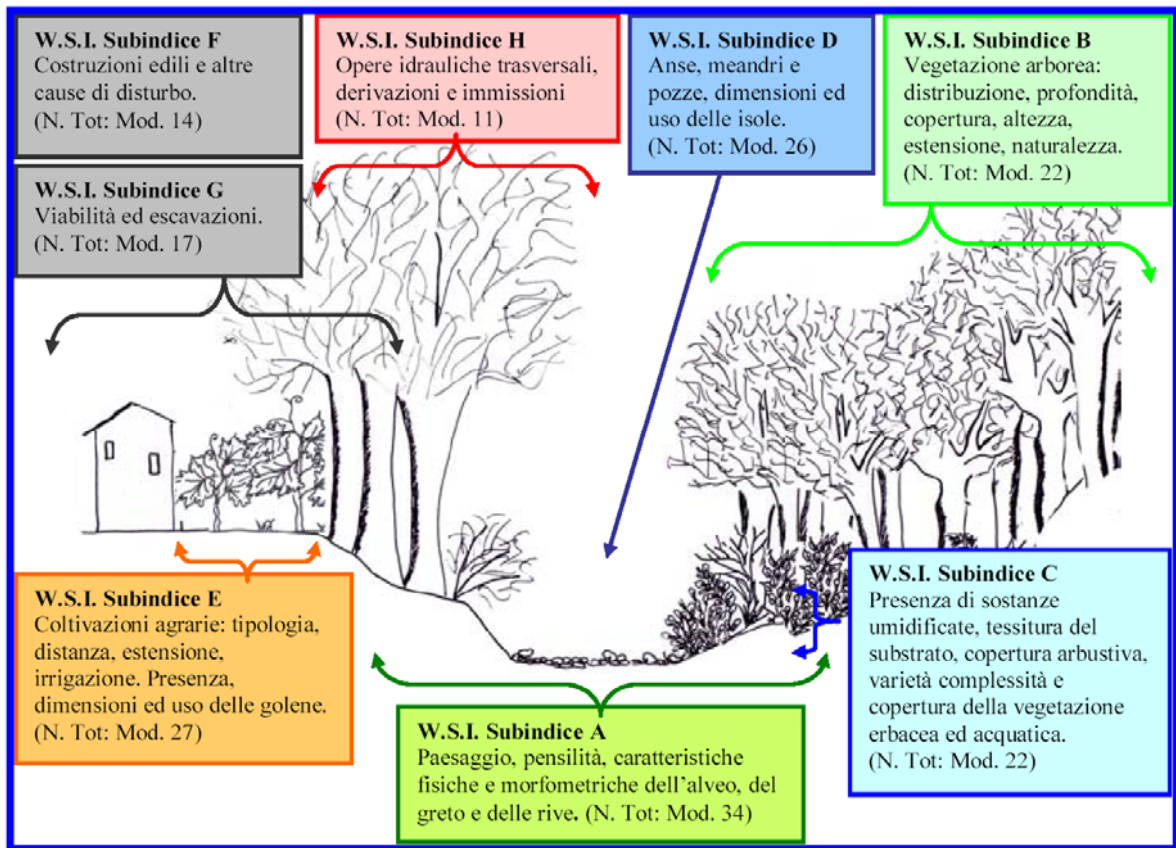 W.S.I. Subindice F
Costruzioni edili e altre
cause di disturbo.
(N. Tot: Mod. 14)
W.S.I. Subindice H
Opere idrauliche trasversali,
derivazioni e immissioni
(N. Tot: Mod. 11)
W.S.I. Subindice D
Anse, meandri e
pozze, dimensioni ed
uso delle isole.
(N. Tot: Mod. 26)
W.S.I. Subindice B
Vegetazione arborea:
distribuzione, profondità,
copertura, altezza,
estensione, naturalezza.
(N. Tot: Mod. 22)
W.S.I. Subindice G
Viabilità ed escavazioni.
(N. Tot: Mod. 17)
W.S.I. Subindice E
Coltivazioni agrarie: tipologia,
distanza, estensione,
irrigazione. Presenza,
dimensioni ed uso delle golene.
(N. Tot: Mod. 27)
W.S.I. Subindice C
Presenza di sostanze
umidificate, tessitura del
substrato, copertura arbustiva,
varietà complessità e
copertura della vegetazione
erbacea ed acquatica.
(N. Tot: Mod. 22)
W.S.I. Subindice A
Paesaggio, pensilità, caratteristiche
fisiche e morfometriche dell'alveo, del
greto e delle rive. (N. Tot: Mod. 34)